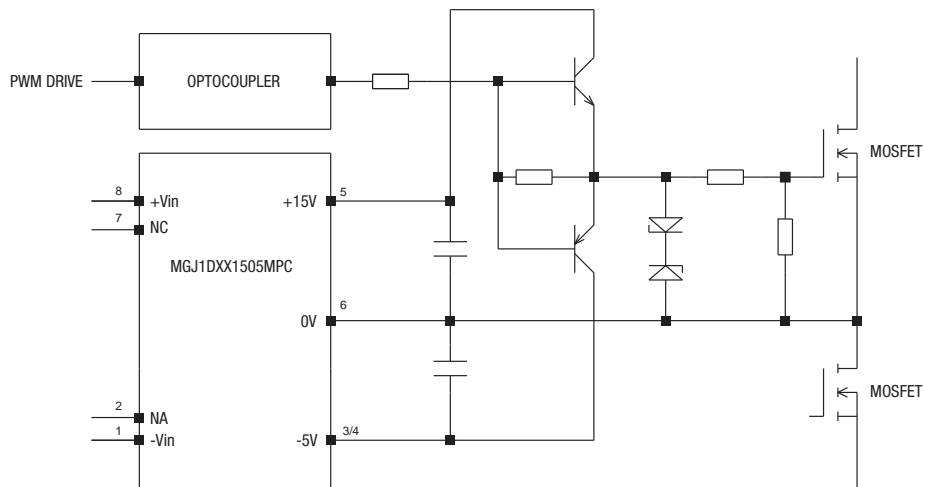 PWM DRIVE
OPTOCOUPLER
MOSFET
8
+Vin
+15V
5
7
NC
MGJ1DXX1505MPC
6
0V
MOSFET
2
NA
1
-Vin
-5V
3/4